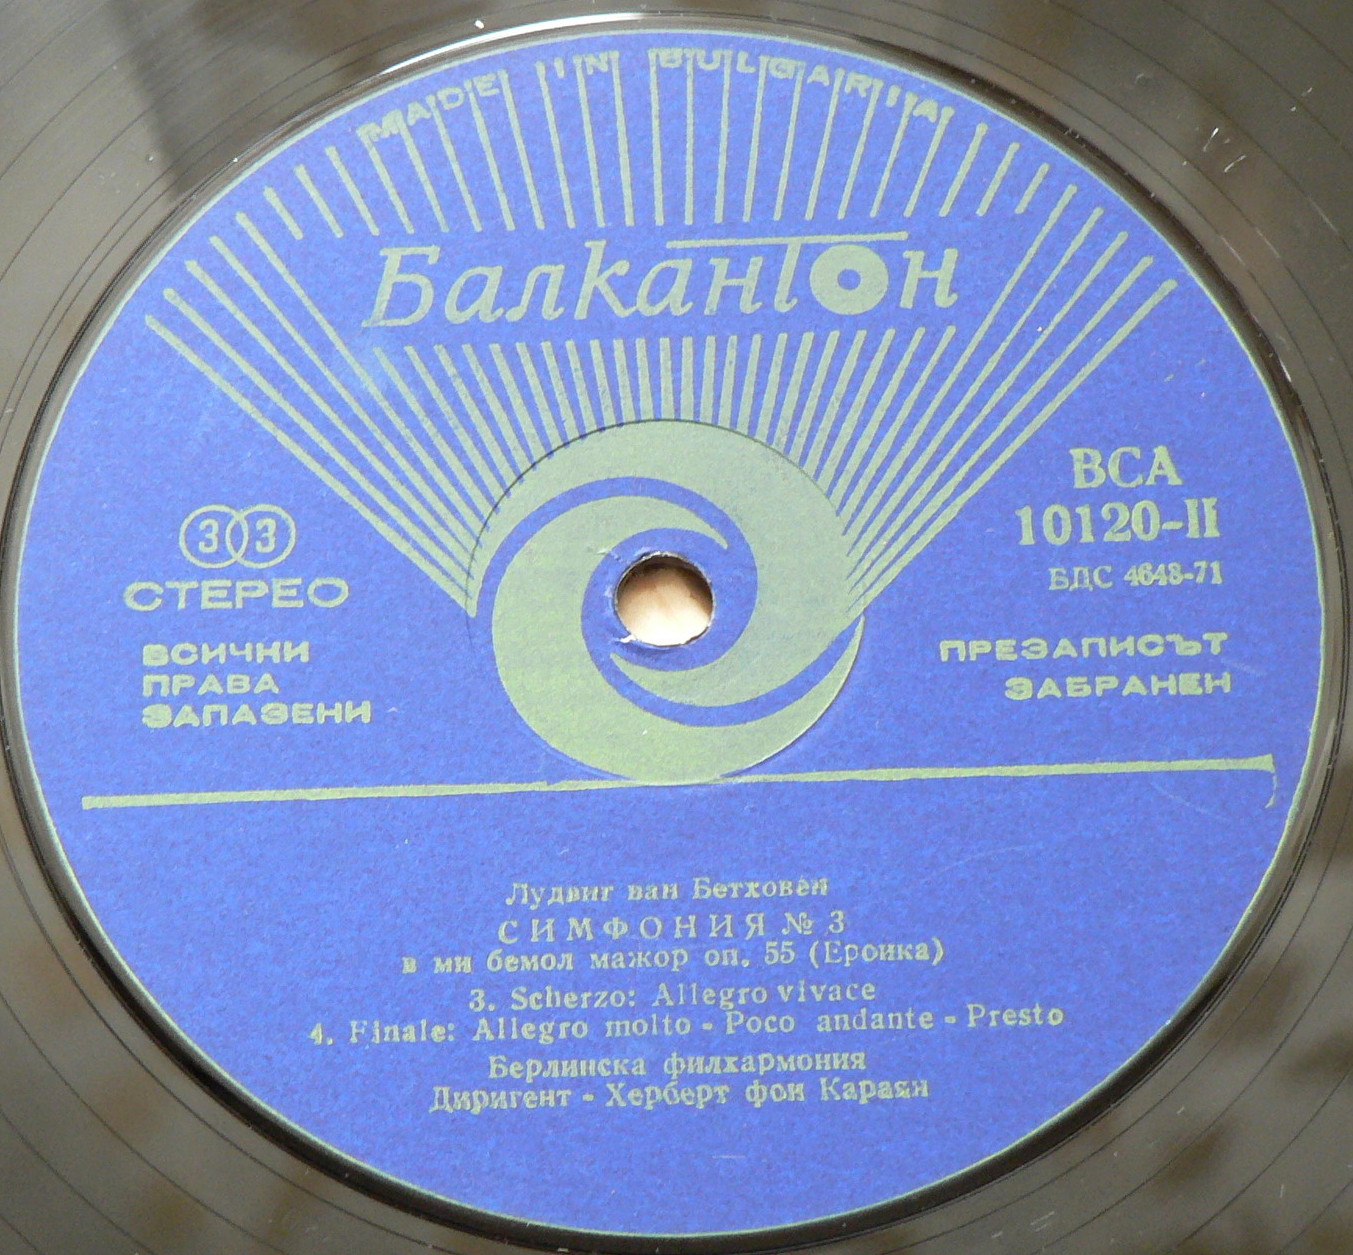 MADE IN BULGARIA
Балкантон
33
СТЕРЕО
ВСИЧКИ
ПРАВА
ЗАПАЗЕНИ
ВСА
10120-II
БДС 4648-71
ПРЕЗАПИСЪТ
ЗАБРАНЕН
Лудвиг ван Бетховен
СИМФОНИЯ № 3
в ми бемол мажор оп. 55 (Ероика)
3. Scherzo: Allegro vivace
4. Finale: Allegro molto - Poco andante - Presto
Берлинска филхармония
Диригент - Херберт фон Караян